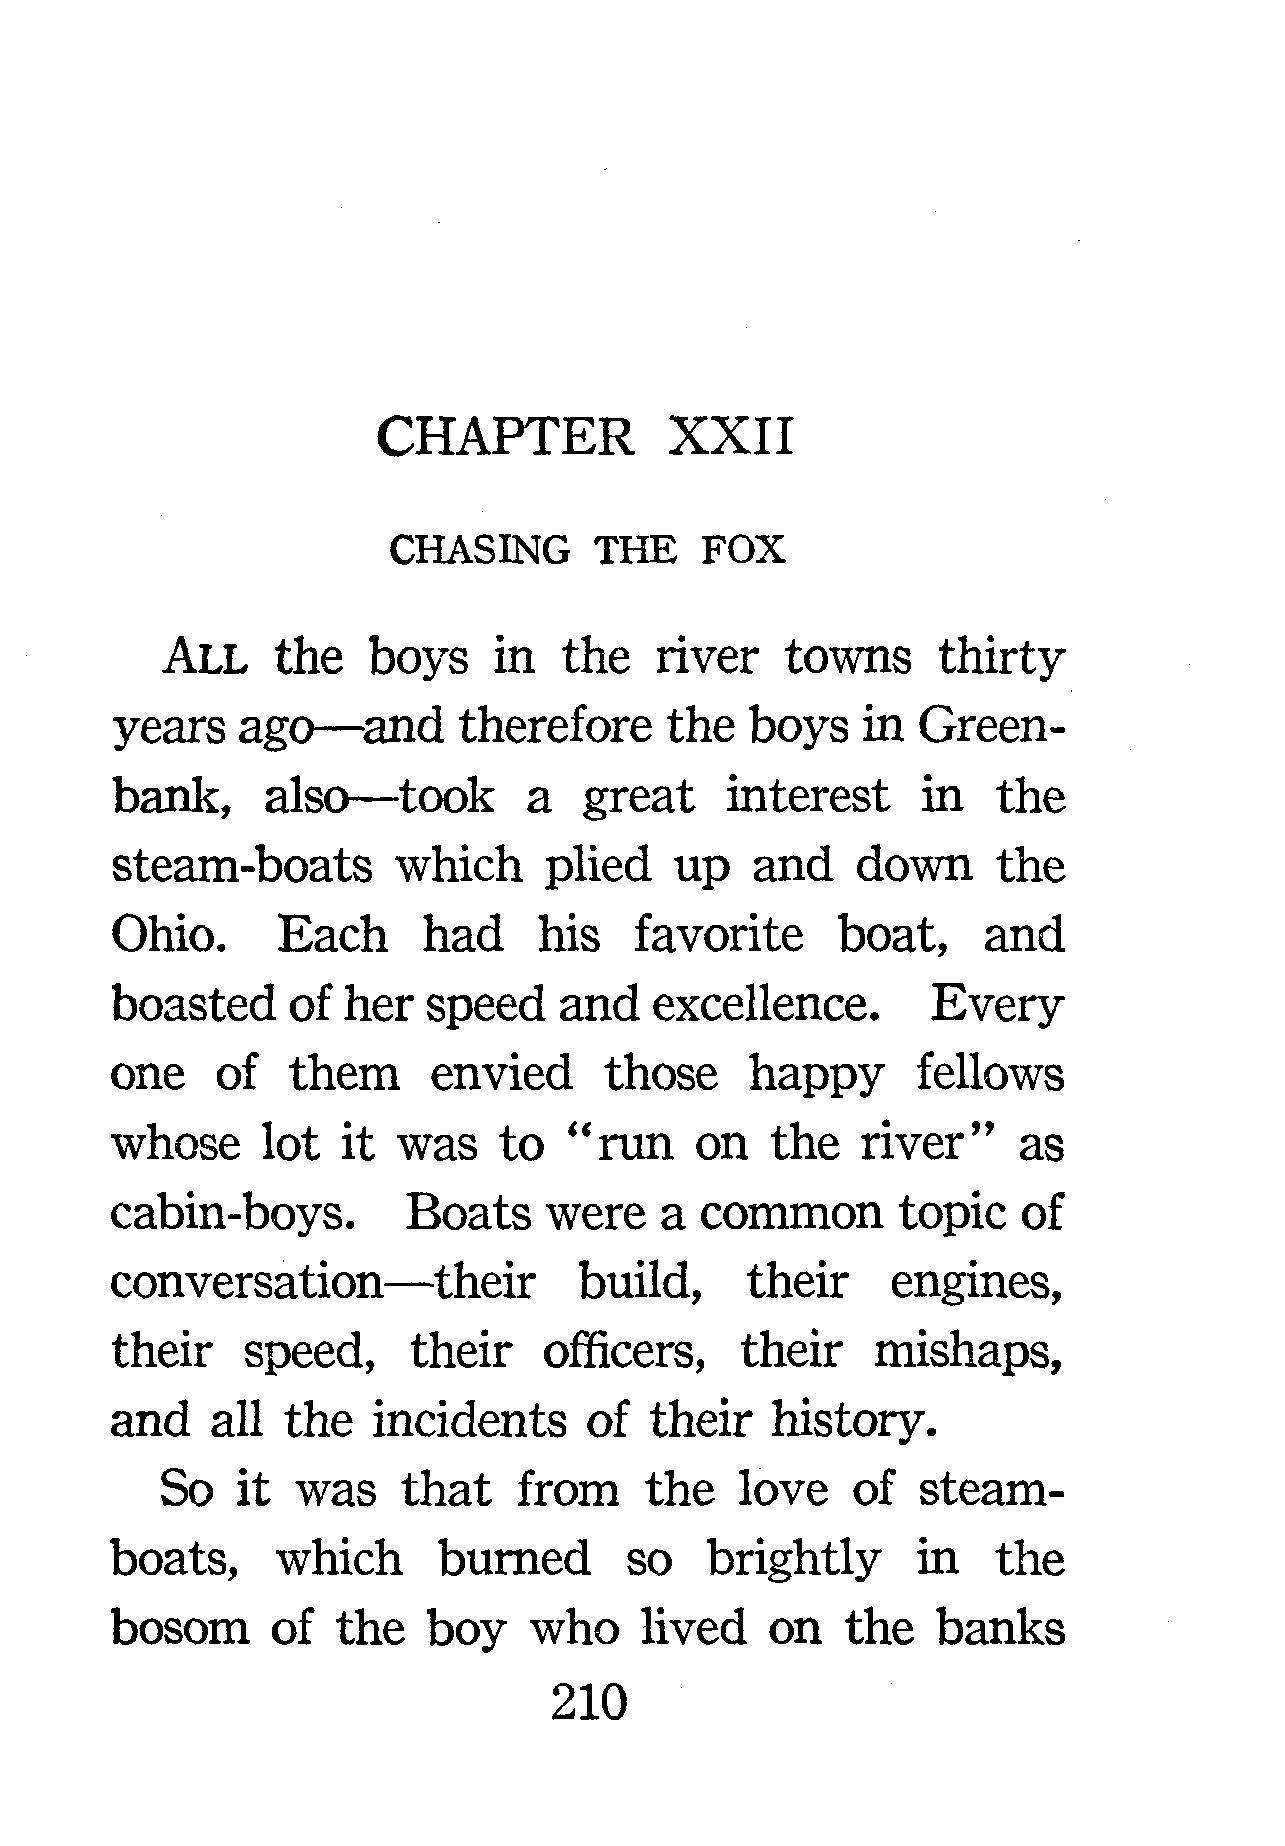 CHAPTER XXII
CHASING THE FOX
ALL the boys in the river towns thirty
years ago—and therefore the boys in Green-
bank, also—took a great interest in the
steam-boats which plied up and down the
Ohio. Each had his favorite boat, and
boasted of her speed and excellence. Every
one of them envied those happy fellows
whose lot it was to “run on the river” as
cabin-boys. Boats were a common topic of
conversation—their build, their engines,
their speed, their officers, their mishaps,
and all the incidents of their history.
So it was that from the love of steam-
boats, which burned so brightly in the
bosom of the boy who lived on the banks
210